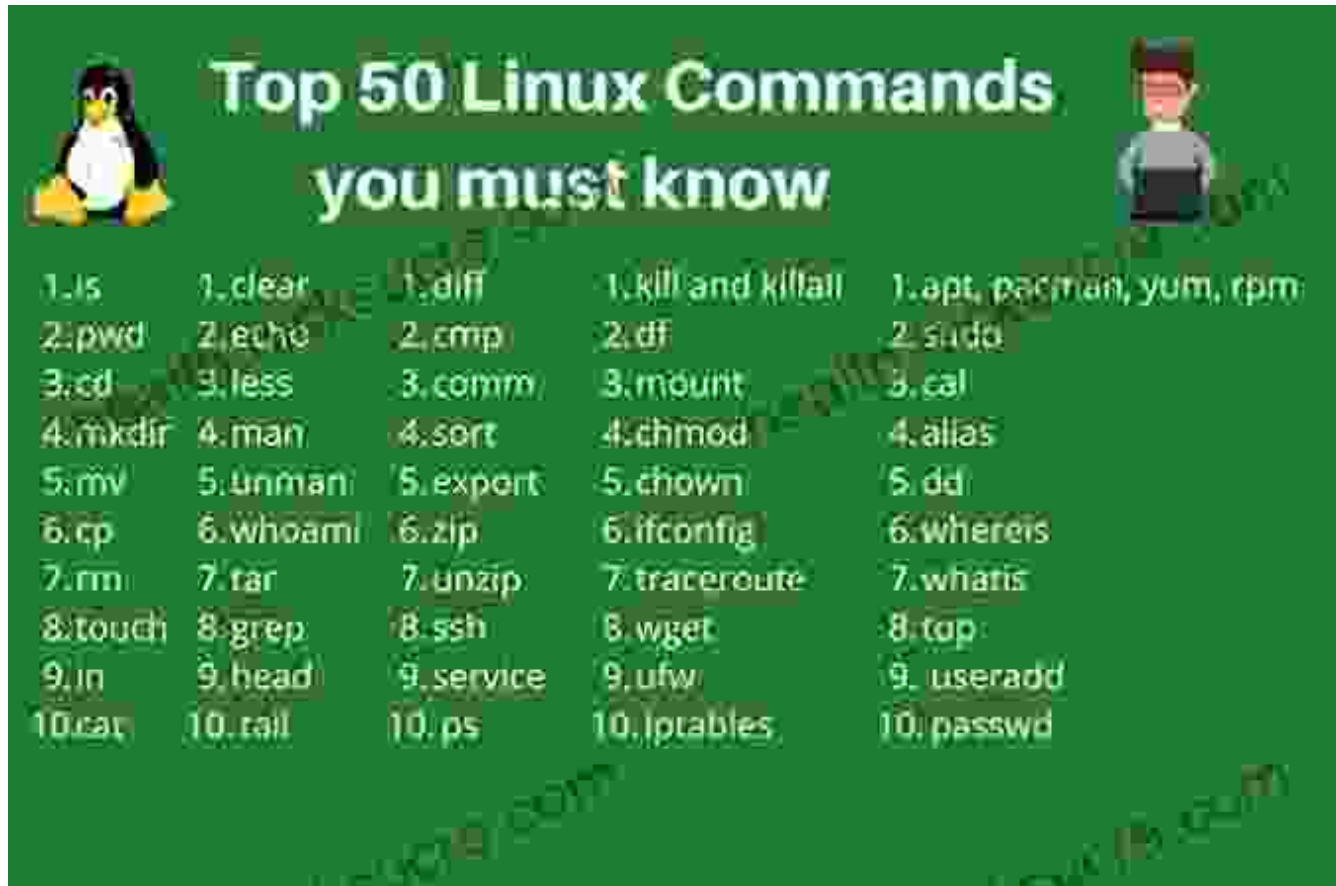 Top 50 Linux Commands
you must know
1. ls
2. pwd
3. cd
4. mkdir
5. mv
6. cp
7. rm
8. touch
9. ln
10. cat
1. clear
2. echo
3. less
4. man
5. unman
6. whoami
7. tar
8. grep
9. head
10. tail
1. diff
2. cmp
3. comm
4. sort
5. export
6. zip
7. unzip
8. ssh
9. service
10. ps
1. kill and killall
2. df
3. mount
4. chmod
5. chown
6. ifconfig
7. traceroute
8. wget
9. ufw
10. iptables
1. apt, pacman, yum, rpm
2. sudo
3. cal
4. alias
5. dd
6. whereis
7. whatis
8. top
9. useradd
10. passwd